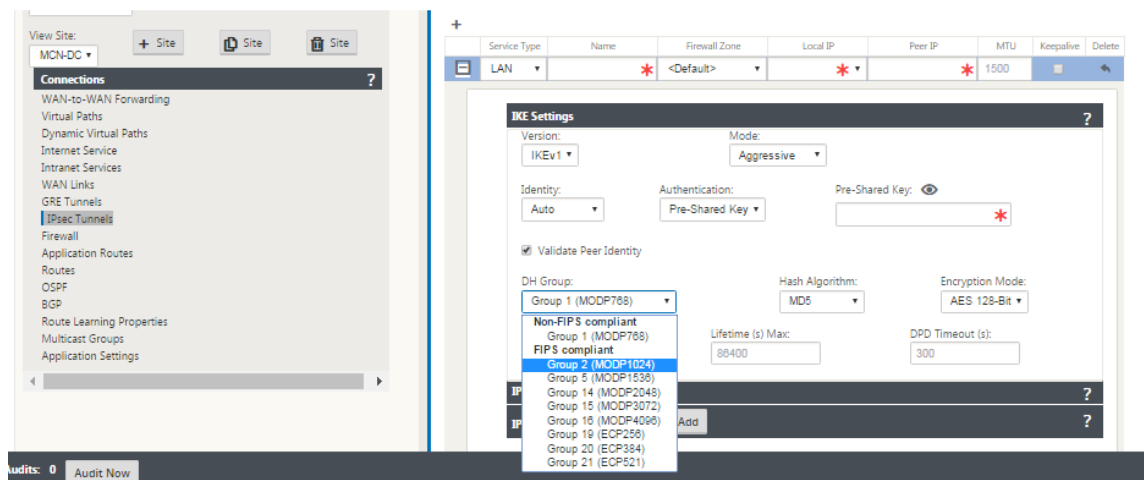 View Site:
MCN-DC
+ Site
Site
Site
Connections ?
WAN-to-WAN Forwarding
Virtual Paths
Dynamic Virtual Paths
Internet Service
Intranet Services
WAN Links
GRE Tunnels
IPsec Tunnels
Firewall
Application Routes
Routes
OSPF
BGP
Route Learning Properties
Multicast Groups
Application Settings
+
Service Type Name Firewall Zone Local IP Peer IP MTU Keepalive Delete
LAN <Default> 1500
IKE Settings ?
Version: Mode:
IKEv1 Aggressive
Identity: Authentication: Pre-Shared Key:
Auto Pre-Shared Key
Validate Peer Identity
DH Group: Hash Algorithm: Encryption Mode:
Group 1 (MODP768) MD5 AES 128-Bit
Non-FIPS compliant
Group 1 (MODP768)
FIPS compliant
Group 2 (MODP1024)
Group 5 (MODP1536)
Group 14 (MODP2048)
Group 15 (MODP3072)
Group 16 (MODP4096)
Group 19 (ECP256)
Group 20 (ECP384)
Group 21 (ECP521)
Lifetime (s) Max: DPD Timeout (s):
86400 300
IP ?
IP Add ?
Audits: 0 Audit Now